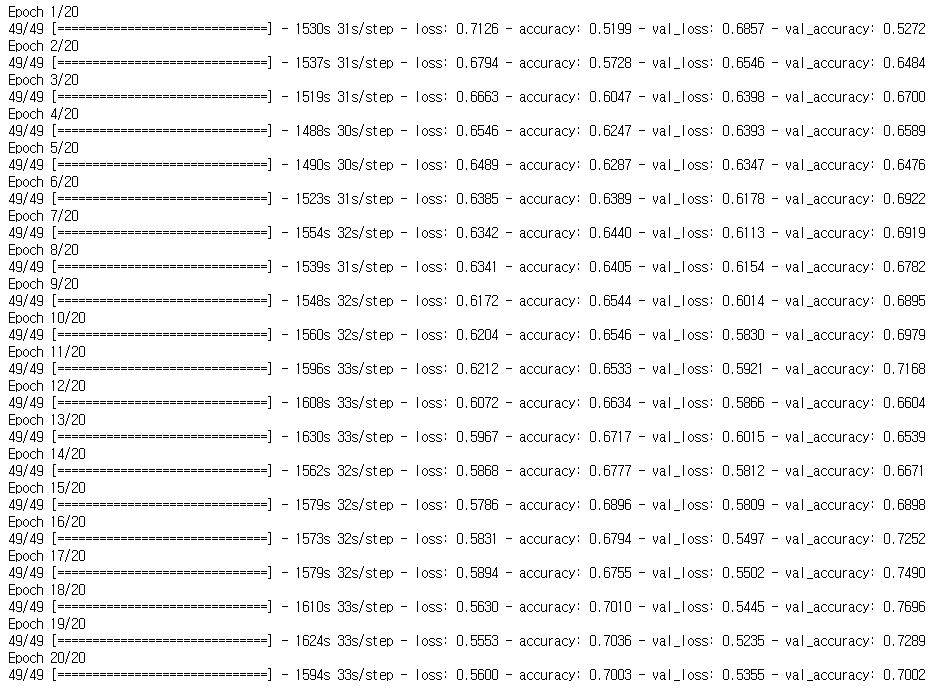 Epoch 1/20
49/49 [==============================] - 1530s 31s/step - loss: 0.7126 - accuracy: 0.5199 - val_loss: 0.6857 - val_accuracy: 0.5272
Epoch 2/20
49/49 [==============================] - 1537s 31s/step - loss: 0.6794 - accuracy: 0.5728 - val_loss: 0.6546 - val_accuracy: 0.6484
Epoch 3/20
49/49 [==============================] - 1519s 31s/step - loss: 0.6663 - accuracy: 0.6047 - val_loss: 0.6398 - val_accuracy: 0.6700
Epoch 4/20
49/49 [==============================] - 1488s 30s/step - loss: 0.6546 - accuracy: 0.6247 - val_loss: 0.6393 - val_accuracy: 0.6589
Epoch 5/20
49/49 [==============================] - 1490s 30s/step - loss: 0.6489 - accuracy: 0.6287 - val_loss: 0.6347 - val_accuracy: 0.6476
Epoch 6/20
49/49 [==============================] - 1523s 31s/step - loss: 0.6385 - accuracy: 0.6389 - val_loss: 0.6178 - val_accuracy: 0.6922
Epoch 7/20
49/49 [==============================] - 1554s 32s/step - loss: 0.6342 - accuracy: 0.6440 - val_loss: 0.6113 - val_accuracy: 0.6919
Epoch 8/20
49/49 [==============================] - 1539s 31s/step - loss: 0.6341 - accuracy: 0.6405 - val_loss: 0.6154 - val_accuracy: 0.6782
Epoch 9/20
49/49 [==============================] - 1548s 32s/step - loss: 0.6172 - accuracy: 0.6544 - val_loss: 0.6014 - val_accuracy: 0.6895
Epoch 10/20
49/49 [==============================] - 1560s 32s/step - loss: 0.6204 - accuracy: 0.6546 - val_loss: 0.5830 - val_accuracy: 0.6979
Epoch 11/20
49/49 [==============================] - 1596s 33s/step - loss: 0.6212 - accuracy: 0.6533 - val_loss: 0.5921 - val_accuracy: 0.7168
Epoch 12/20
49/49 [==============================] - 1608s 33s/step - loss: 0.6072 - accuracy: 0.6634 - val_loss: 0.5866 - val_accuracy: 0.6604
Epoch 13/20
49/49 [==============================] - 1630s 33s/step - loss: 0.5967 - accuracy: 0.6717 - val_loss: 0.6015 - val_accuracy: 0.6539
Epoch 14/20
49/49 [==============================] - 1562s 32s/step - loss: 0.5868 - accuracy: 0.6777 - val_loss: 0.5812 - val_accuracy: 0.6671
Epoch 15/20
49/49 [==============================] - 1579s 32s/step - loss: 0.5786 - accuracy: 0.6896 - val_loss: 0.5809 - val_accuracy: 0.6898
Epoch 16/20
49/49 [==============================] - 1573s 32s/step - loss: 0.5831 - accuracy: 0.6794 - val_loss: 0.5497 - val_accuracy: 0.7252
Epoch 17/20
49/49 [==============================] - 1579s 32s/step - loss: 0.5894 - accuracy: 0.6755 - val_loss: 0.5502 - val_accuracy: 0.7490
Epoch 18/20
49/49 [==============================] - 1610s 33s/step - loss: 0.5630 - accuracy: 0.7010 - val_loss: 0.5445 - val_accuracy: 0.7696
Epoch 19/20
49/49 [==============================] - 1624s 33s/step - loss: 0.5553 - accuracy: 0.7036 - val_loss: 0.5235 - val_accuracy: 0.7289
Epoch 20/20
49/49 [==============================] - 1594s 33s/step - loss: 0.5600 - accuracy: 0.7003 - val_loss: 0.5355 - val_accuracy: 0.7002